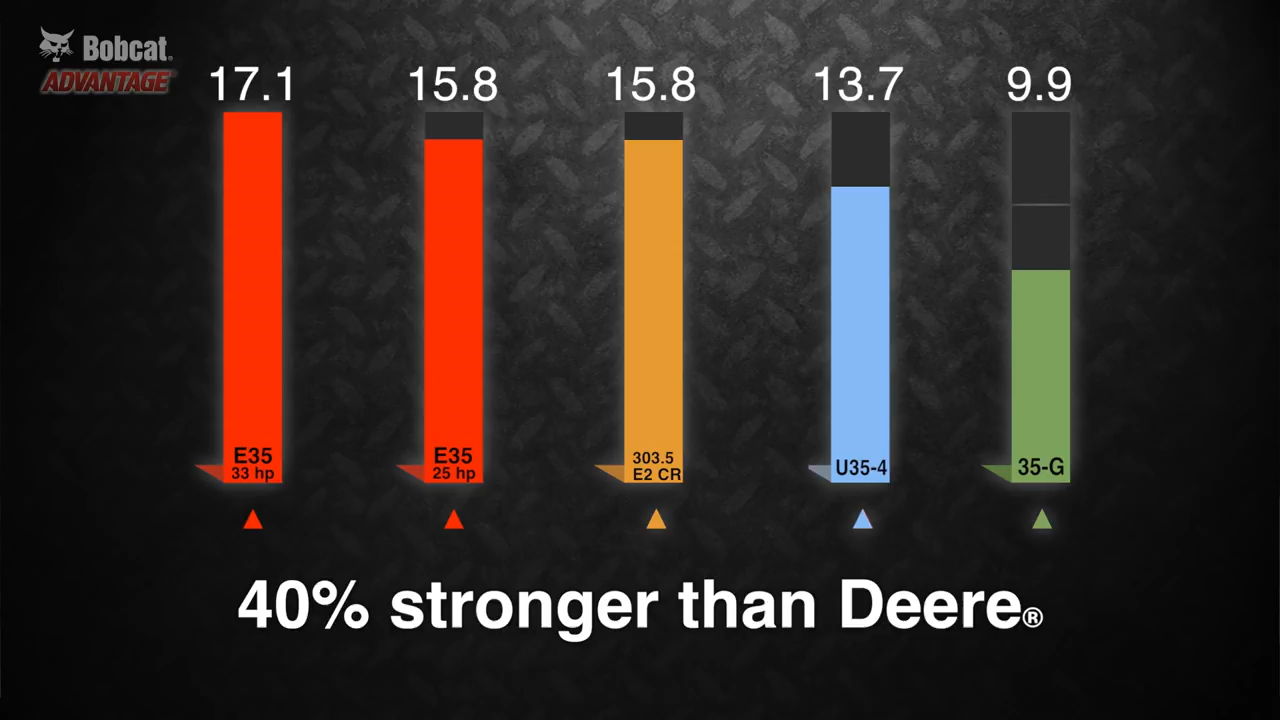 Bobcat®
ADVANTAGE
17.1
15.8
15.8
13.7
9.9
E35
33 hp
E35
25 hp
303.5
E2 CR
U35-4
35-G
40% stronger than Deere®